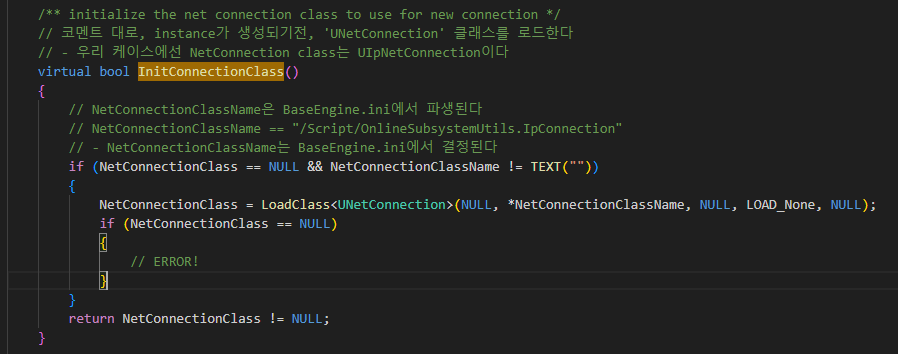 /** initialize the net connection class to use for new connection */
// 코멘트 대로, instance가 생성되기전, 'UNetConnection' 클래스를 로드한다
// - 우리 케이스에선 NetConnection class는 UIpNetConnection이다
virtual bool InitConnectionClass()
{
// NetConnectionClassName은 BaseEngine.ini에서 파생된다
// NetConnectionClassName == "/Script/OnlineSubsystemUtils.IpConnection"
// - NetConnectionClassName는 BaseEngine.ini에서 결정된다
if (NetConnectionClass == NULL && NetConnectionClassName != TEXT(""))
{
NetConnectionClass = LoadClass<UNetConnection>(NULL, *NetConnectionClassName, NULL, LOAD_None, NULL);
if (NetConnectionClass == NULL)
{
// ERROR!
}
}
return NetConnectionClass != NULL;
}